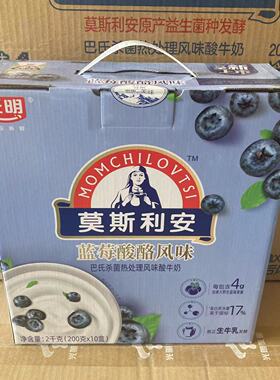 莫斯利安原产益生菌种发酵
巴氏杀菌热处理风味酸牛奶
明
MOMCHILOVTSI
TM
莫斯利安
蓝莓酸酪风味
巴氏杀菌热处理风味酸牛奶
每包含4g
17%
生牛乳
净含量:2千克(200克×10盒)